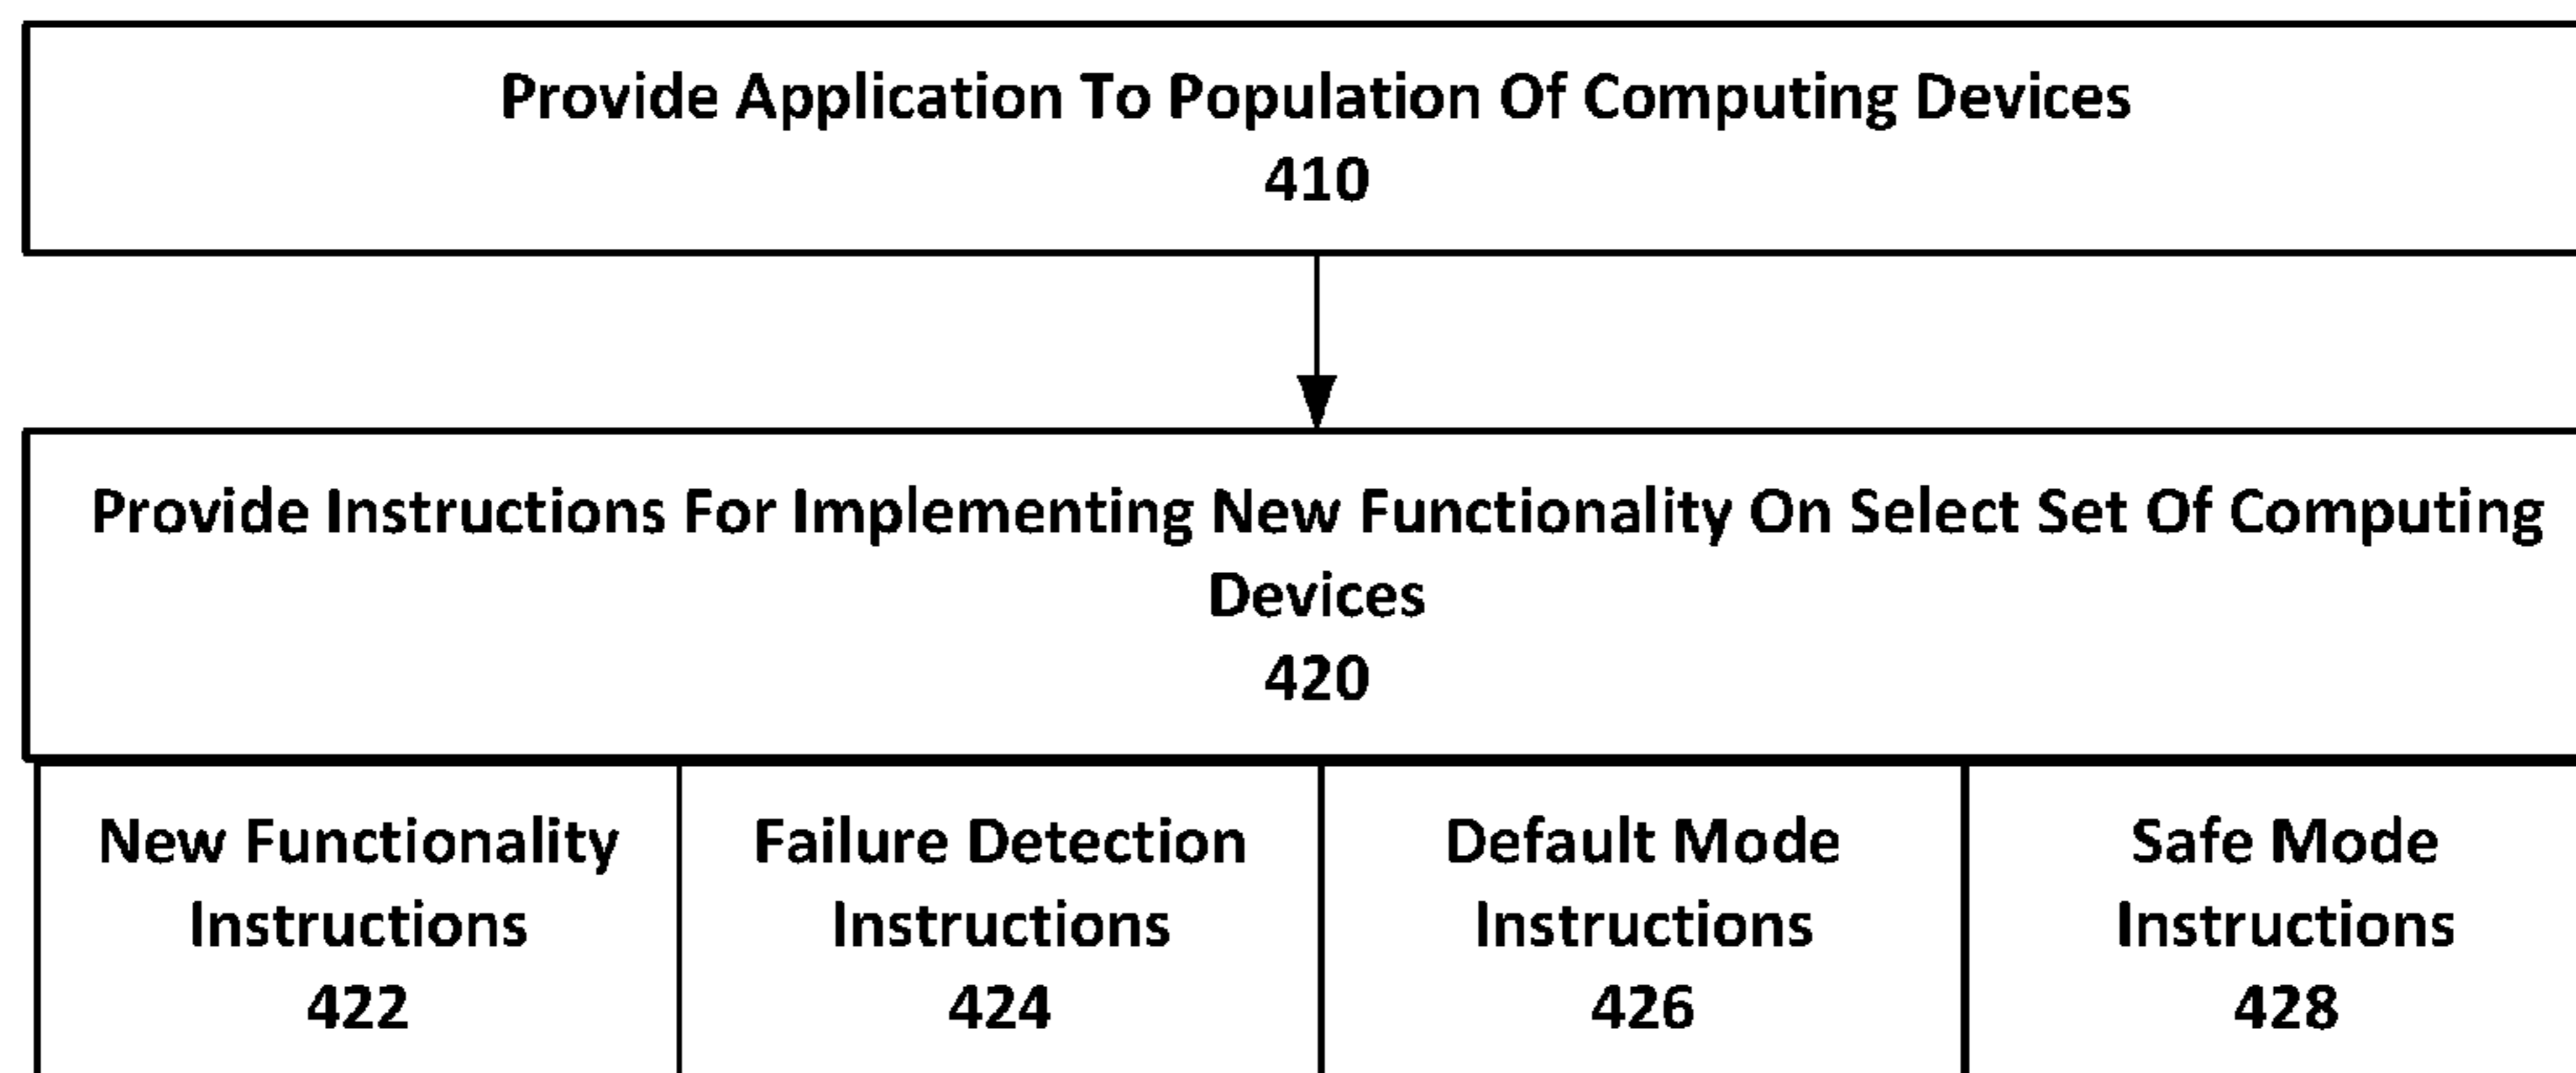 Provide Application To Population Of Computing Devices
410
Provide Instructions For Implementing New Functionality On Select Set Of Computing
Devices
420
New Functionality
Instructions
422
Failure Detection
Instructions
424
Default Mode
Instructions
426
Safe Mode
Instructions
428